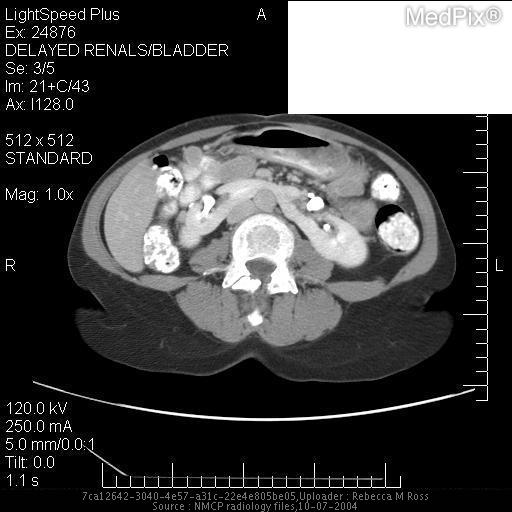 LightSpeed Plus
Ex: 24876
DELAYED RENALS/BLADDER
Se: 3/5
Im: 21+C/43
Ax: I128.0
512 x 512
STANDARD
Mag: 1.0x
A
MedPix®
R
L
120.0 kV
250.0 mA
5.0 mm/0.0:1
Tilt: 0.0
1.1 s
7ca12642-3040-4e57-a31c-22e4e805be05,Uploader : Rebecca M Ross
Source : NMCP radiology files,10-07-2004